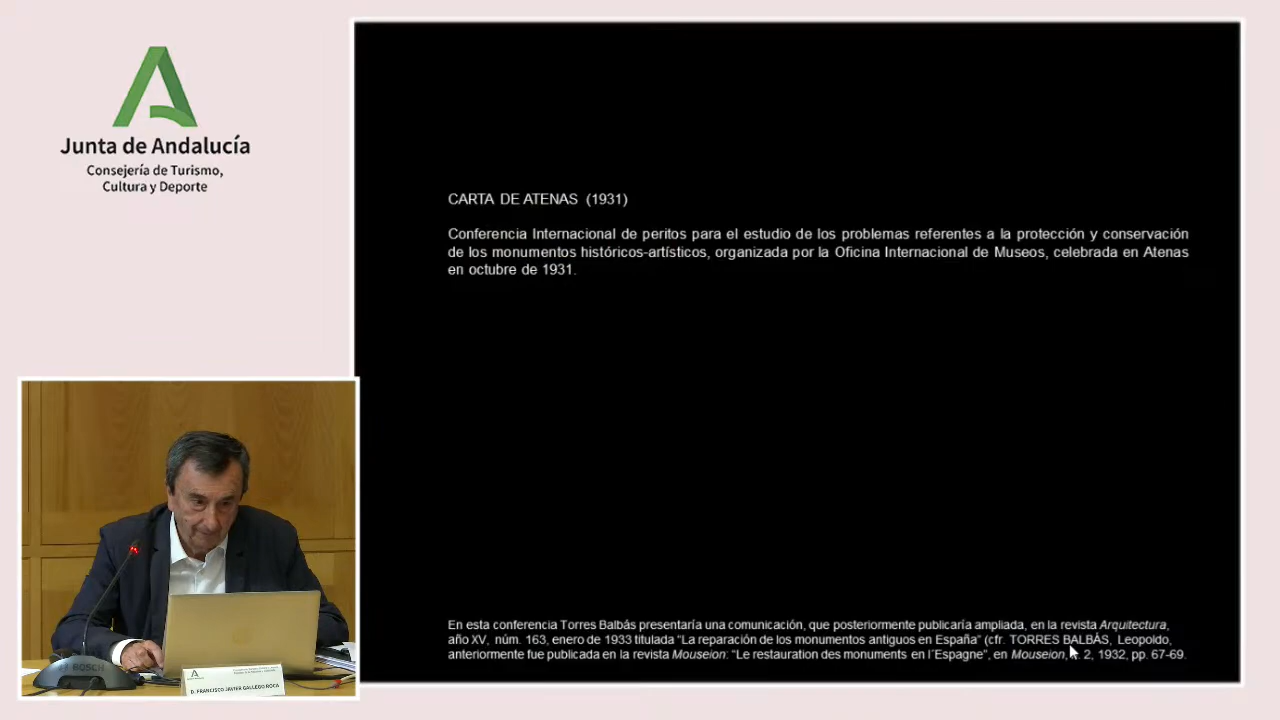 Junta de Andalucía
Consejería de Turismo,
Cultura y Deporte
CARTA DE ATENAS (1931)
Conferencia Internacional de peritos para el estudio de los problemas referentes a la protección y conservación
de los monumentos históricos-artísticos, organizada por la Oficina Internacional de Museos, celebrada en Atenas
en octubre de 1931.
En esta conferencia Torres Balbás presentaría una comunicación, que posteriormente publicaría ampliada, en la revista Arquitectura,
año XV, núm. 163, enero de 1933 titulada “La reparación de los monumentos antiguos en España” (cfr. TORRES BALBÁS, Leopoldo,
anteriormente fue publicada en la revista Mouseion: “Le restauration des monuments en l´Espagne”, en Mouseion, 2, 1932, pp. 67-69.
BOSCH
D. FRANCISCO JAVIER GALLEGO ROCA